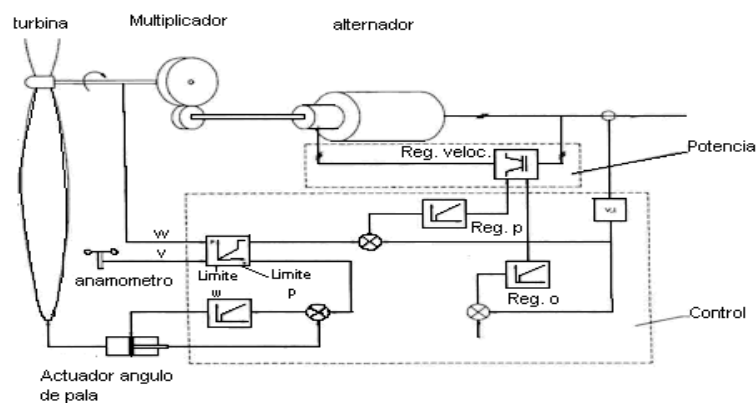 turbina
Multiplicador
alternador
Reg. veloc.
Potencia
Reg. p
w
v
anamometro
Limite
Limite
w
p
Reg. o
Control
Actuador angulo
de pala